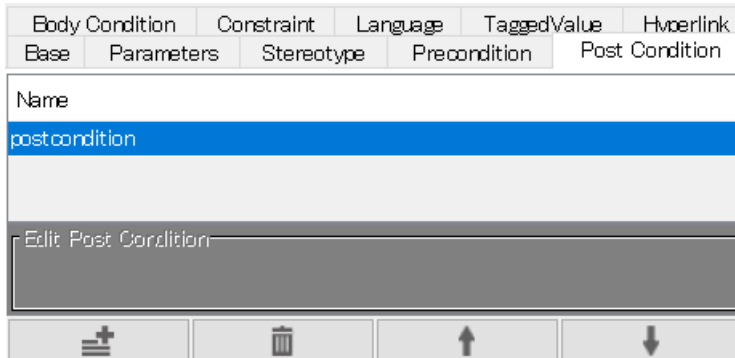 Body Condition Constraint Language TaggedValue Hyperlink
Base Parameters Stereotype Precondition Post Condition
Name
postcondition
Edit Post Condition